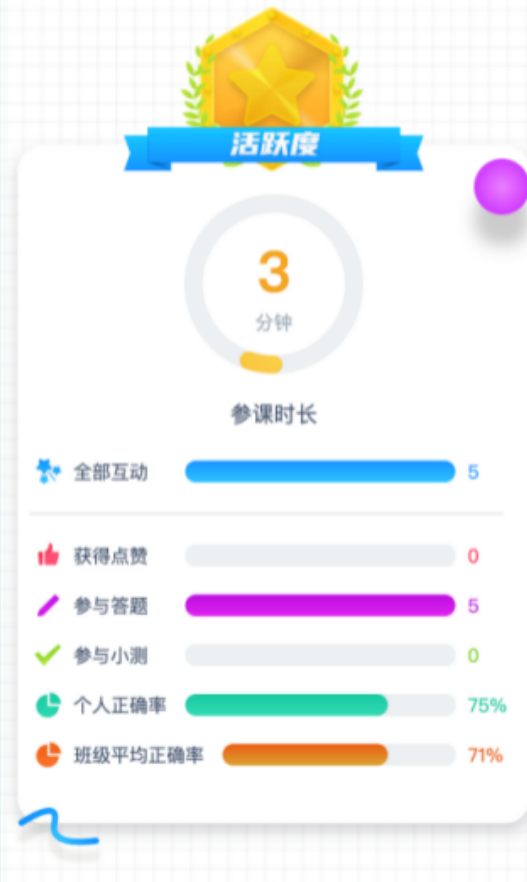 活跃度
3
分钟
参课时长
全部互动 5
获得点赞 0
参与答题 5
参与小测 0
个人正确率 75%
班级平均正确率 71%